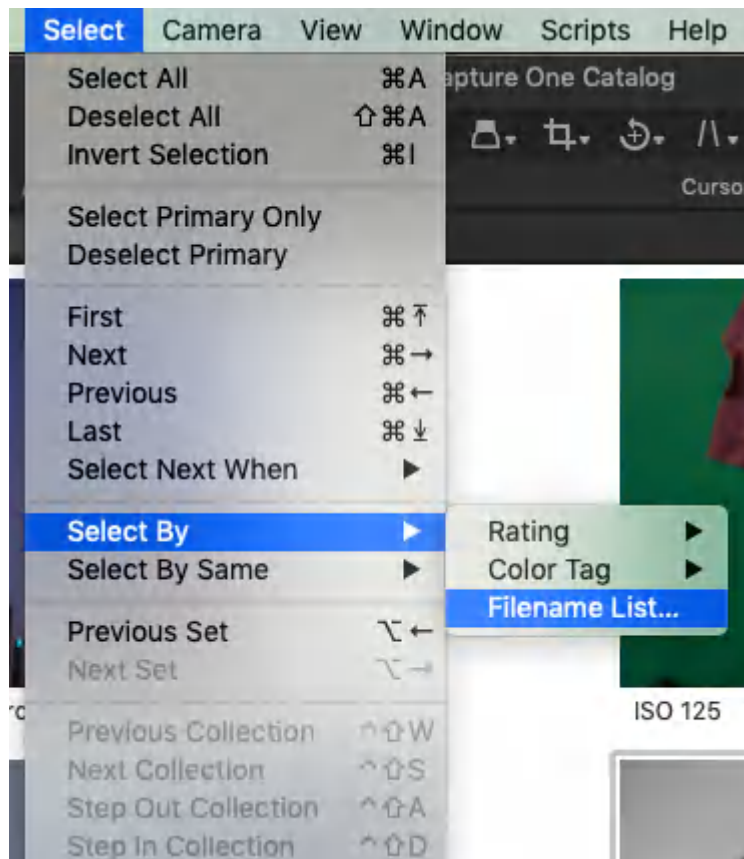 Select Camera View Window Scripts Help
apture One Catalog
Curso
Select All ⌘A
Deselect All ⇧⌘A
Invert Selection ⌘I
Select Primary Only
Deselect Primary
First ⌘⤒
Next ⌘→
Previous ⌘←
Last ⌘⤓
Select Next When ▶
Select By ▶
Rating ▶
Color Tag ▶
Filename List...
Select By Same ▶
Previous Set ⌥←
Next Set ⌥→
ISO 125
Previous Collection ⌃⇧W
Next Collection ⌃⇧S
Step Out Collection ⌃⇧A
Step In Collection ⌃⇧D